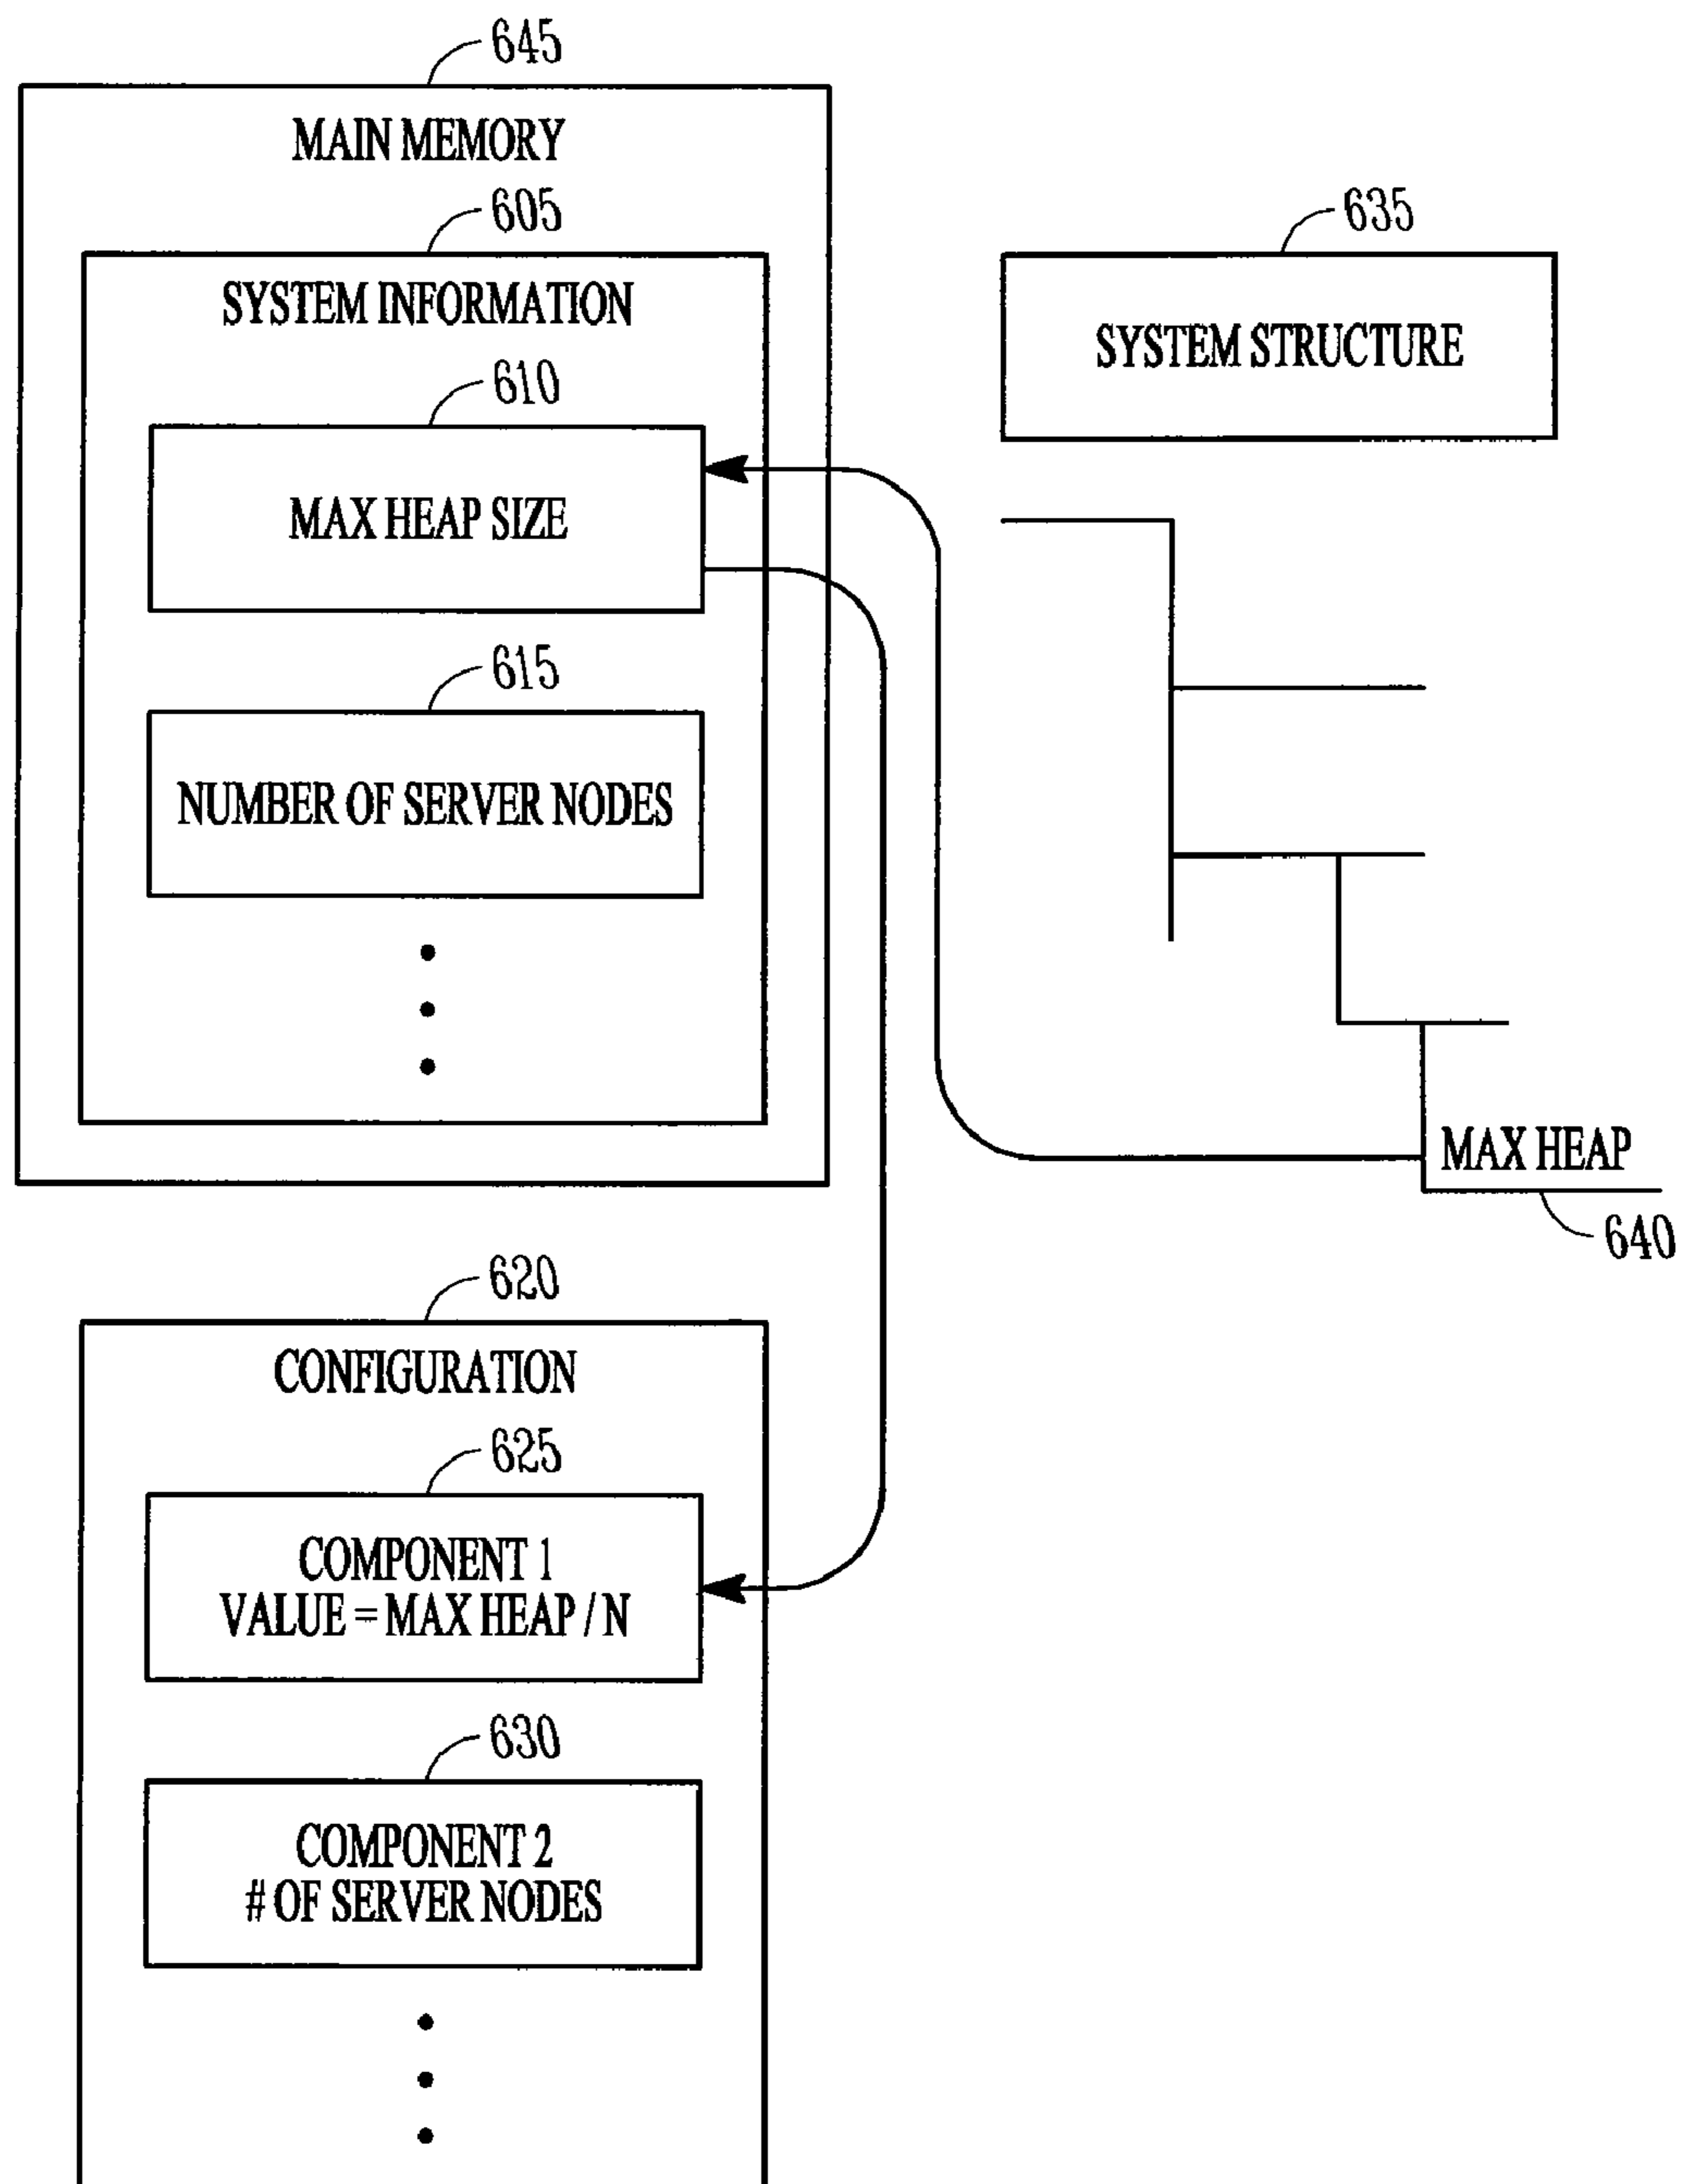 645
MAIN MEMORY
605
SYSTEM INFORMATION
610
MAX HEAP SIZE
615
NUMBER OF SERVER NODES
635
SYSTEM STRUCTURE
MAX HEAP
640
620
CONFIGURATION
625
COMPONENT 1
VALUE = MAX HEAP / N
630
COMPONENT 2
# OF SERVER NODES